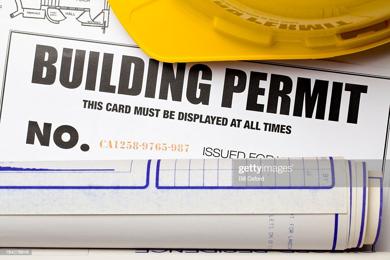 BUILDING PERMIT
THIS CARD MUST BE DISPLAYED AT ALL TIMES
NO. CA1258-9765-987 ISSUED FOR
gettyimages
Bill Oxford
RESIDENCE